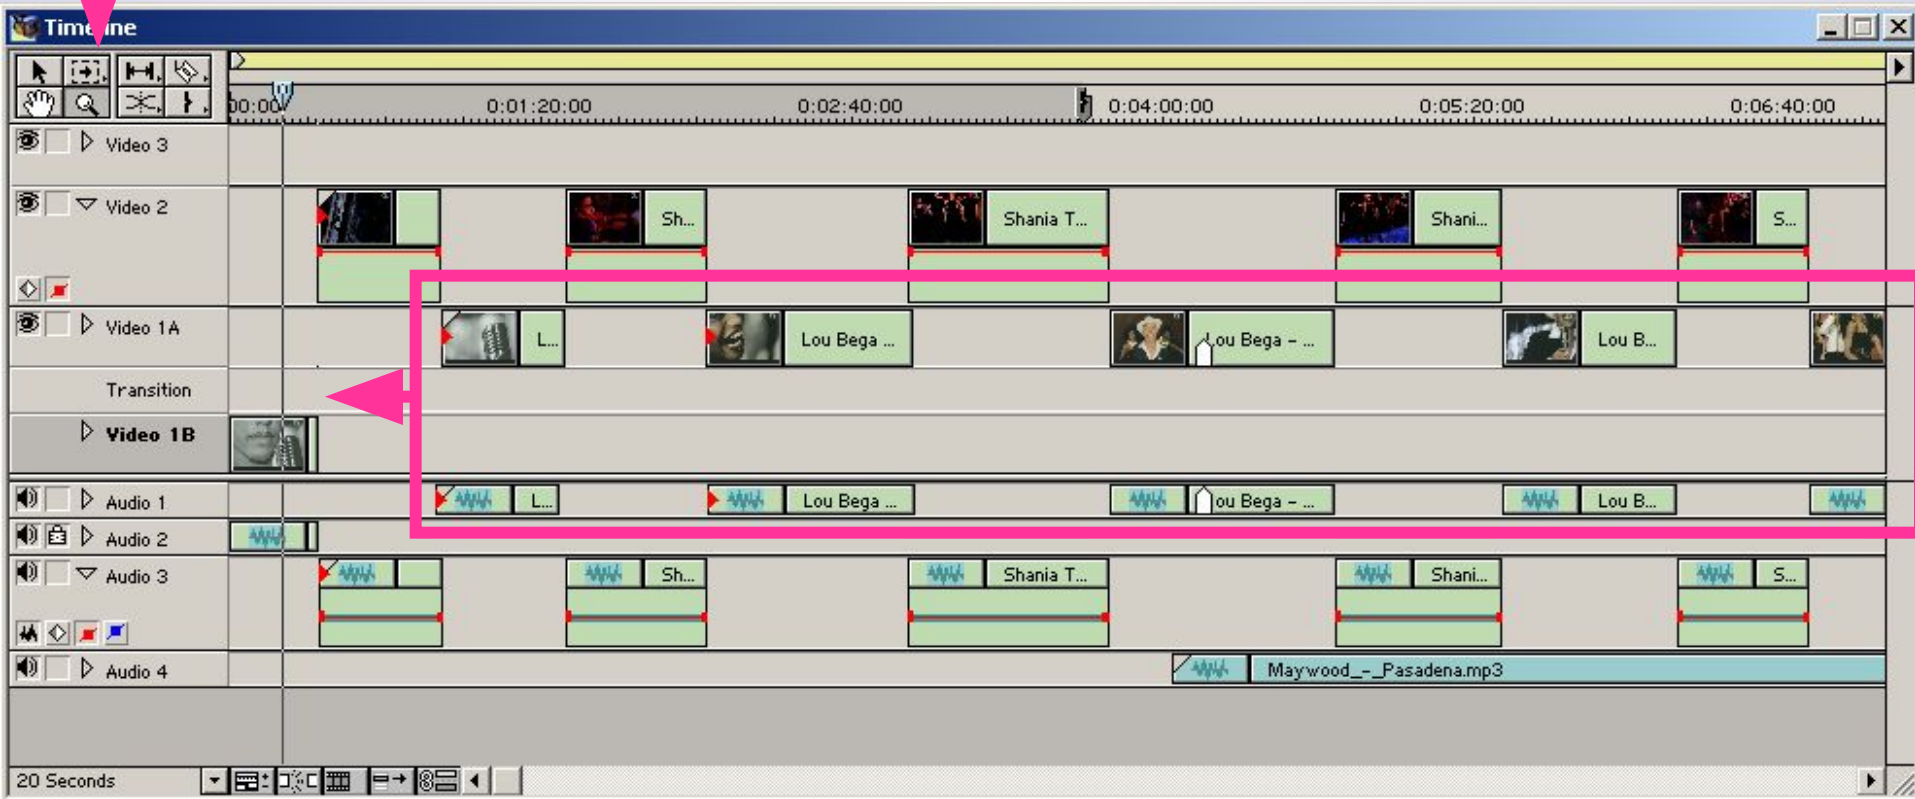 Timeline
00:00 0:01:20:00 0:02:40:00 0:04:00:00 0:05:20:00 0:06:40:00
Video 3
Video 2 Sh... Shania T... Shani... S...
Video 1A L... Lou Bega ... Lou Bega - ... Lou B...
Transition
Video 1B
Audio 1 L... Lou Bega ... ou Bega - ... Lou B...
Audio 2
Audio 3 Sh... Shania T... Shani... S...
Audio 4 Maywood_-_Pasadena.mp3
20 Seconds